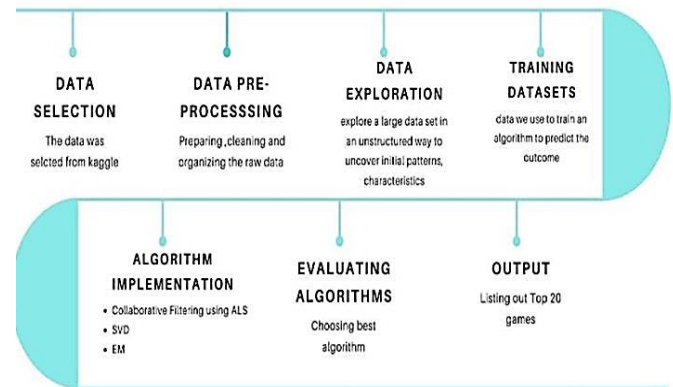 DATA
SELECTION
The data was
selcted from kaggle
DATA PRE-
PROCESSSING
Preparing ,cleaning and
organizing the raw data
DATA
EXPLORATION
explore a large data set in
an unstructured way to
uncover initial patterns,
characteristics
TRAINING
DATASETS
data we use to train an
algorithm to predict the
outcome
ALGORITHM
IMPLEMENTATION
• Collaborative Filtering using ALS
• SVD
• EM
EVALUATING
ALGORITHMS
Choosing best
algorithm
OUTPUT
Listing out Top 20
games